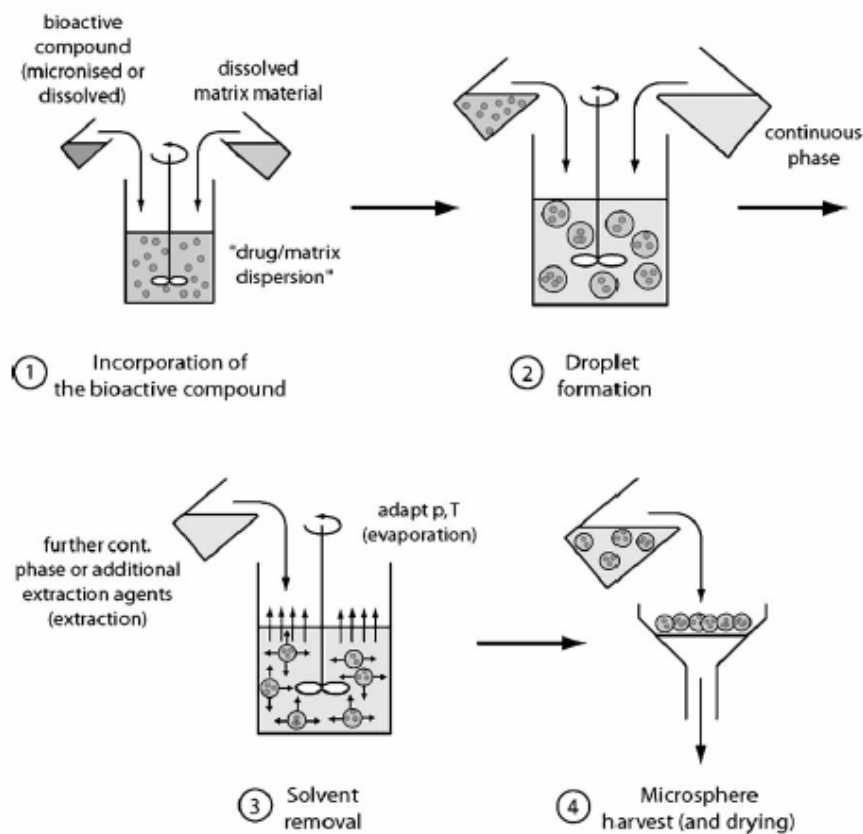 bioactive
compound
(micronised or
dissolved)
dissolved
matrix material
"drug/matrix
dispersion"
1 Incorporation of
the bioactive compound
continuous
phase
2 Droplet
formation
further cont.
phase or additional
extraction agents
(extraction)
adapt p,T
(evaporation)
3 Solvent
removal
4 Microsphere
harvest (and drying)